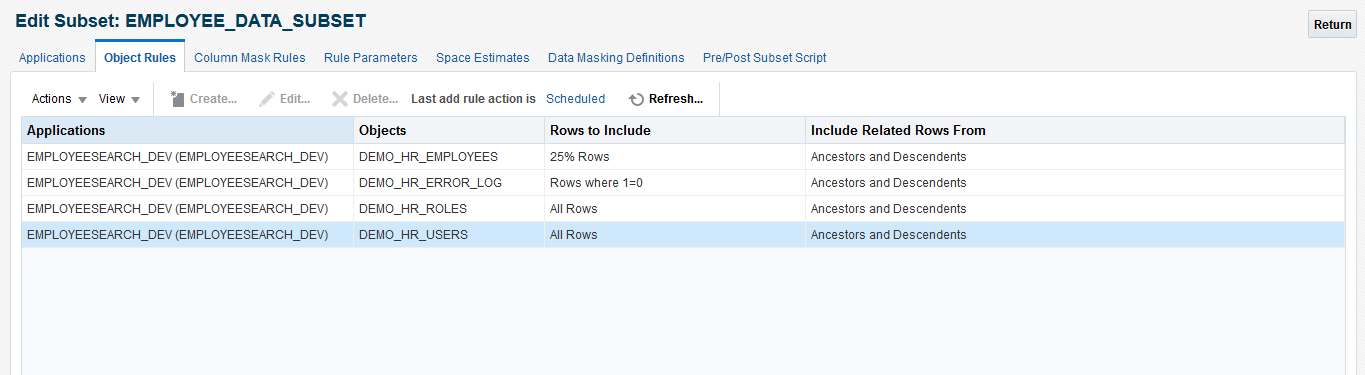 Edit Subset: EMPLOYEE_DATA_SUBSET
Return
Applications Object Rules Column Mask Rules Rule Parameters Space Estimates Data Masking Definitions Pre/Post Subset Script
Actions View Create... Edit... Delete... Last add rule action is Scheduled Refresh...
Applications Objects Rows to Include Include Related Rows From
EMPLOYEESEARCH_DEV (EMPLOYEESEARCH_DEV) DEMO_HR_EMPLOYEES 25% Rows Ancestors and Descendents
EMPLOYEESEARCH_DEV (EMPLOYEESEARCH_DEV) DEMO_HR_ERROR_LOG Rows where 1=0 Ancestors and Descendents
EMPLOYEESEARCH_DEV (EMPLOYEESEARCH_DEV) DEMO_HR_ROLES All Rows Ancestors and Descendents
EMPLOYEESEARCH_DEV (EMPLOYEESEARCH_DEV) DEMO_HR_USERS All Rows Ancestors and Descendents